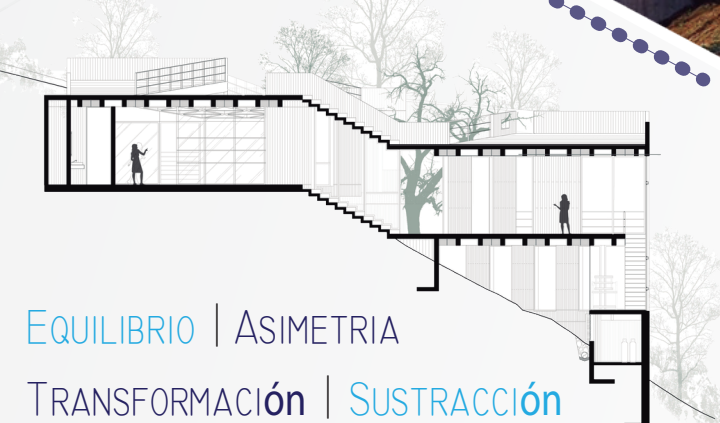 EQUILIBRIO | ASIMETRIA
TRANSFORMACIón | SUSTRACCIón